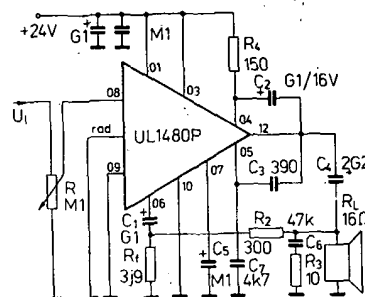 +24V
G1
+
M1
R4
150
C2
+
G1/16V
01
03
08
U1
rad
UL1480P
04
12
05
09
R
M1
06
10
07
C3 390
C4
2G2
C1
+
G1
R2
300
47k
RL
16Ω
Rf
3j9
+
C5
M1
C7
4k7
C6
R3
10